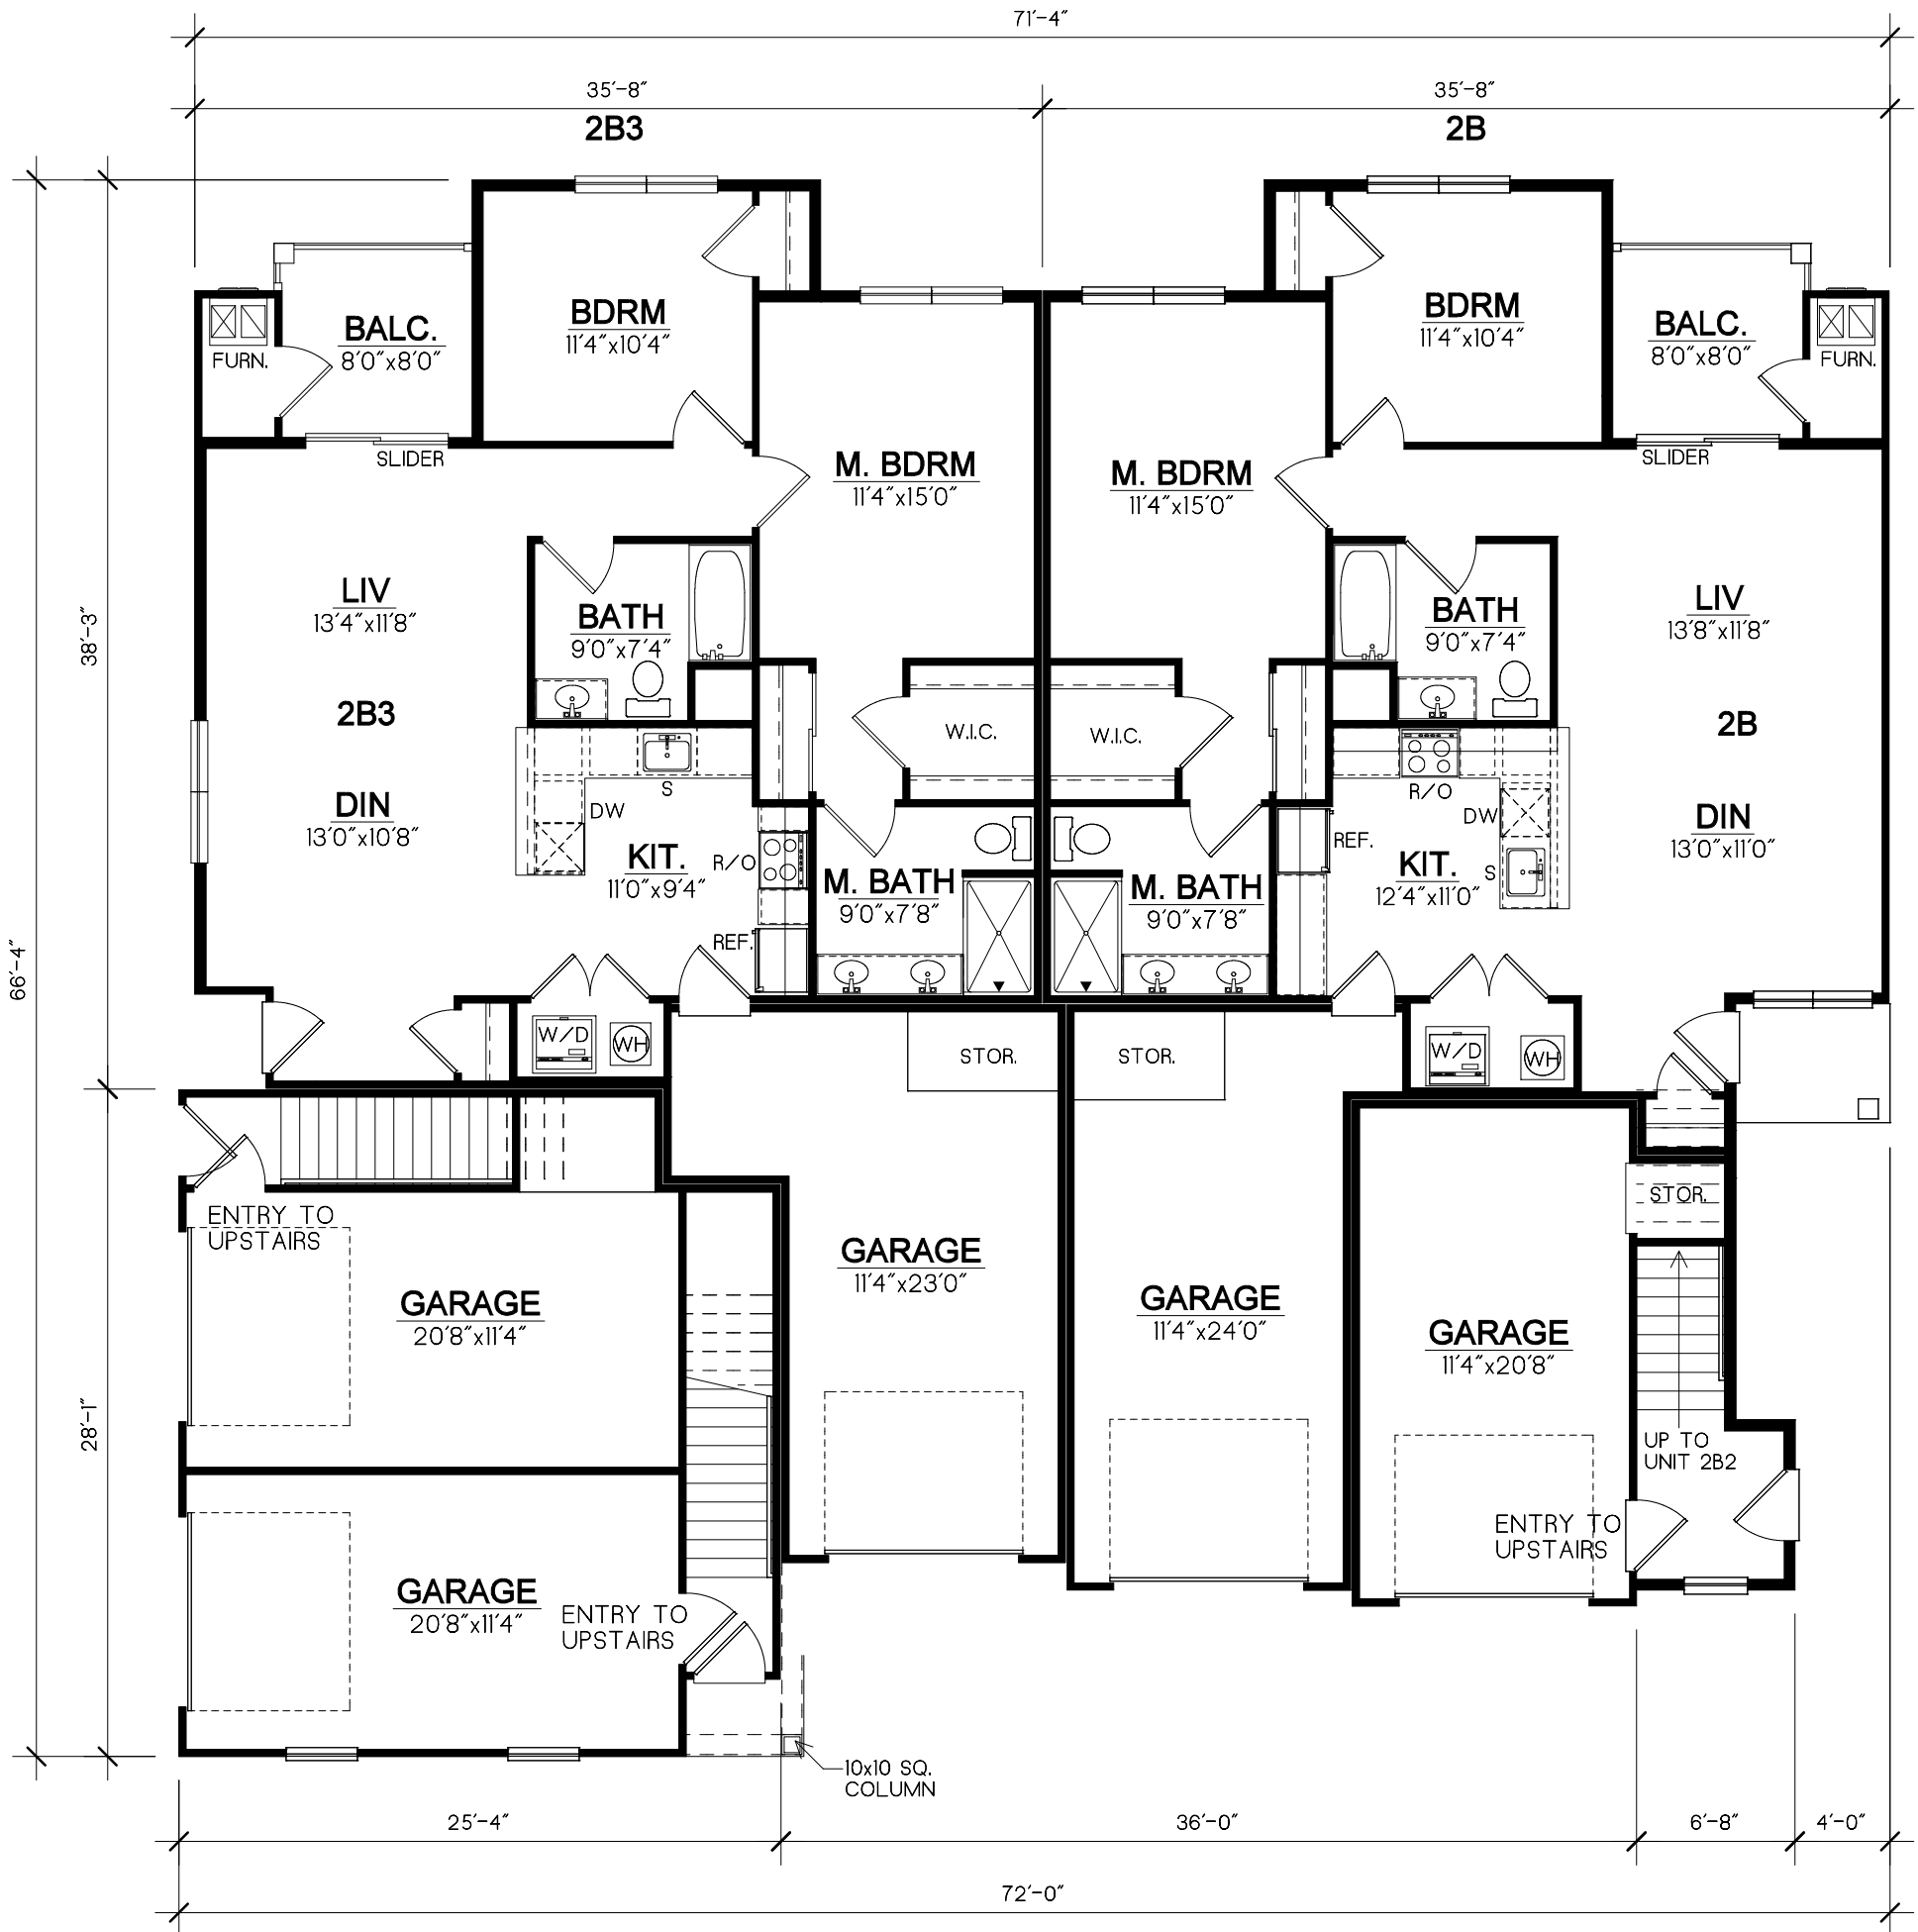 71'-4"
35'-8"
35'-8"
2B3
2B
BDRM
11'4"x10'4"
BDRM
11'4"x10'4"
BALC.
8'0"x8'0"
BALC.
8'0"x8'0"
FURN.
FURN.
SLIDER
SLIDER
M. BDRM
11'4"x15'0"
M. BDRM
11'4"x15'0"
LIV
13'4"x11'8"
BATH
9'0"x7'4"
BATH
9'0"x7'4"
LIV
13'8"x11'8"
38'-3"
2B3
W.I.C.
W.I.C.
2B
S
DW
R/O
DW
DIN
13'0"x10'8"
KIT.
11'0"x9'4"
R/O
REF.
M. BATH
9'0"x7'8"
M. BATH
9'0"x7'8"
REF.
KIT.
12'4"x11'0"
S
DIN
13'0"x11'0"
66'-4"
W/D
WH
STOR.
STOR.
W/D
WH
ENTRY TO
UPSTAIRS
STOR.
GARAGE
11'4"x23'0"
GARAGE
20'8"x11'4"
GARAGE
11'4"x24'0"
GARAGE
11'4"x20'8"
28'-1"
UP TO
UNIT 2B2
ENTRY TO
UPSTAIRS
GARAGE
20'8"x11'4"
ENTRY TO
UPSTAIRS
10x10 SQ.
COLUMN
25'-4"
36'-0"
6'-8"
4'-0"
72'-0"